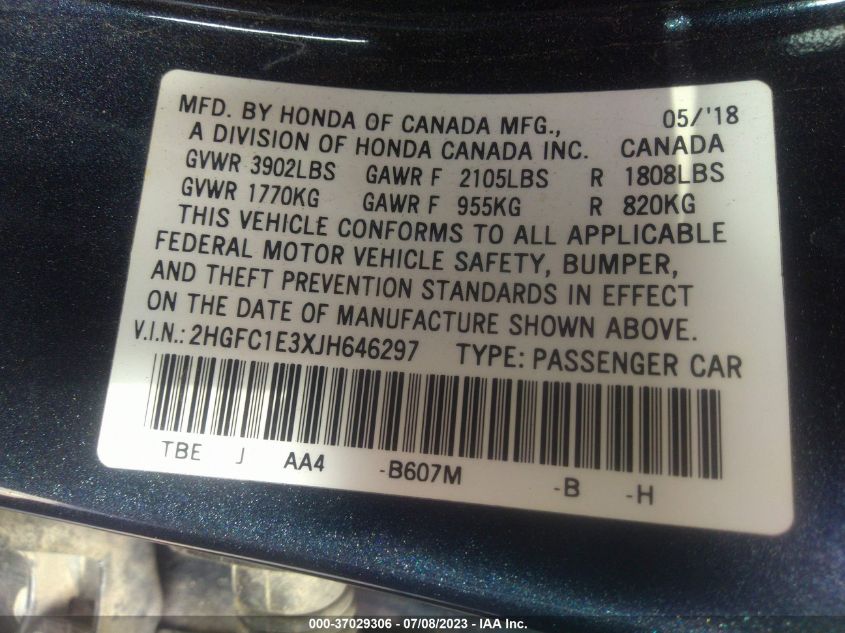 MFD. BY HONDA OF CANADA MFG., 05/'18
A DIVISION OF HONDA CANADA INC. CANADA
GVWR 3902LBS GAWR F 2105LBS R 1808LBS
GVWR 1770KG GAWR F 955KG R 820KG
THIS VEHICLE CONFORMS TO ALL APPLICABLE
FEDERAL MOTOR VEHICLE SAFETY, BUMPER,
AND THEFT PREVENTION STANDARDS IN EFFECT
ON THE DATE OF MANUFACTURE SHOWN ABOVE.
V.I.N.: 2HGFC1E3XJH646297 TYPE: PASSENGER CAR
TBE J AA4 -B607M -B -H
000-37029306 - 07/08/2023 - IAA Inc.